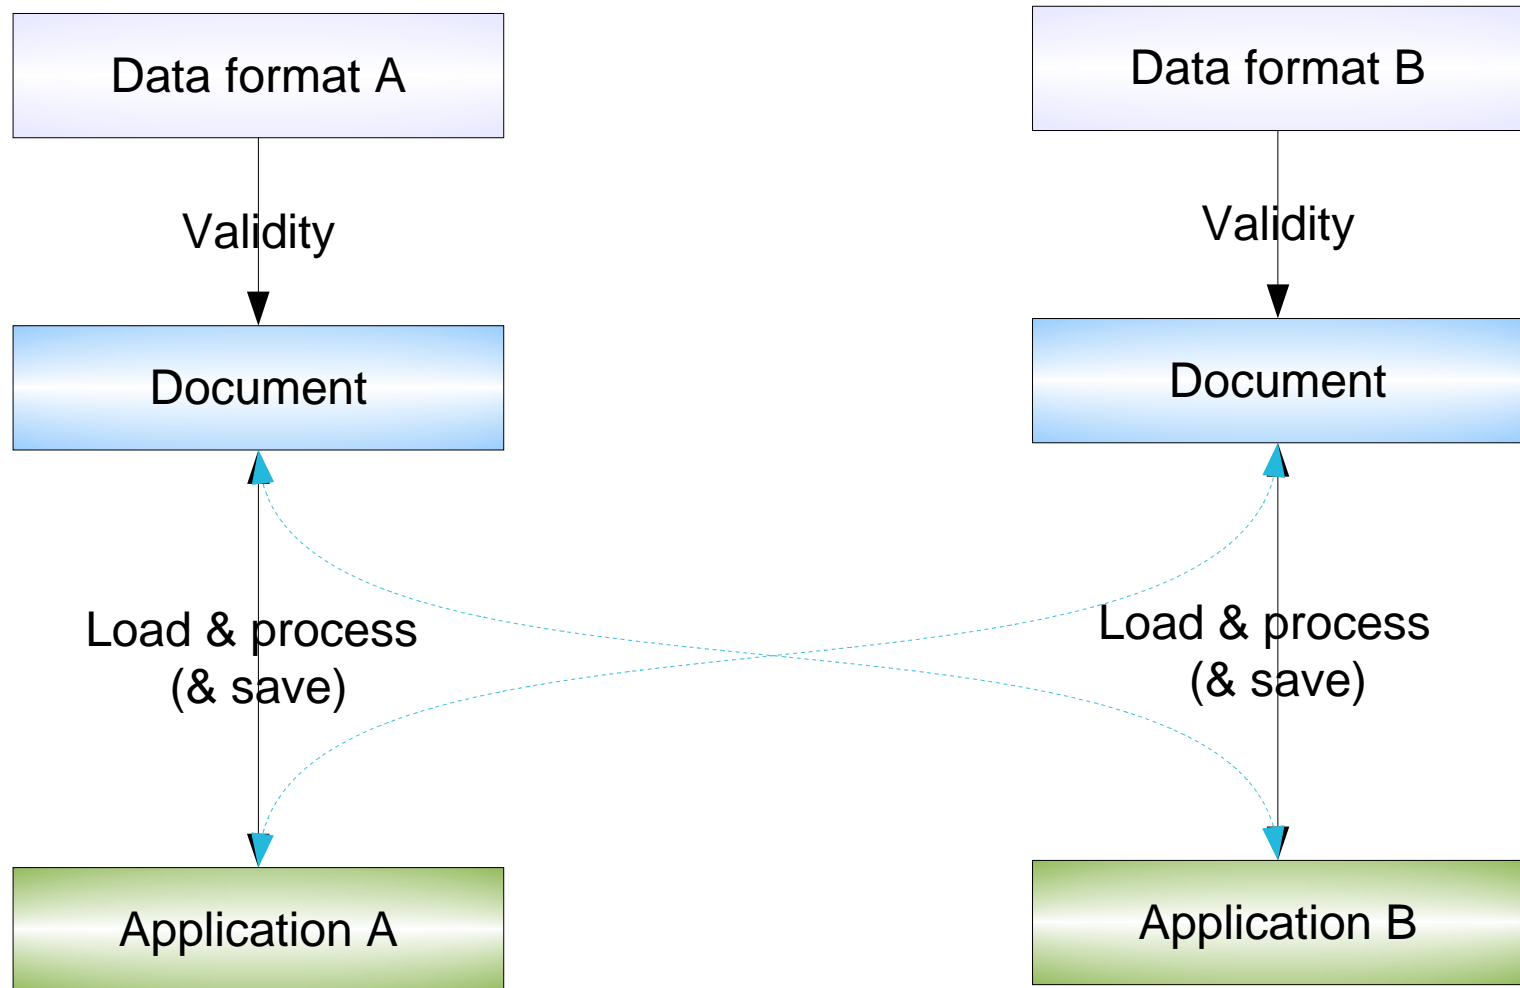 Data format A
Data format B
Validity
Validity
Document
Document
Load & process
(& save)
Load & process
(& save)
Application A
Application B